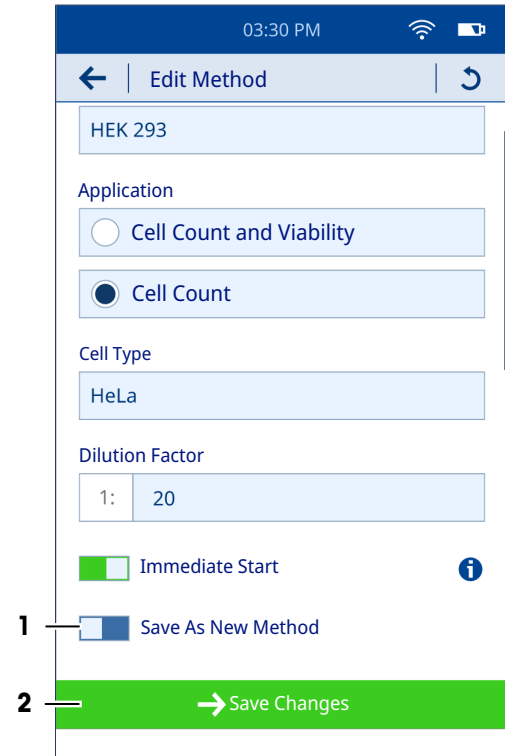 03:30 PM
Edit Method
HEK 293
Application
Cell Count and Viability
Cell Count
Cell Type
HeLa
Dilution Factor
1: 20
Immediate Start
1 Save As New Method
2 Save Changes